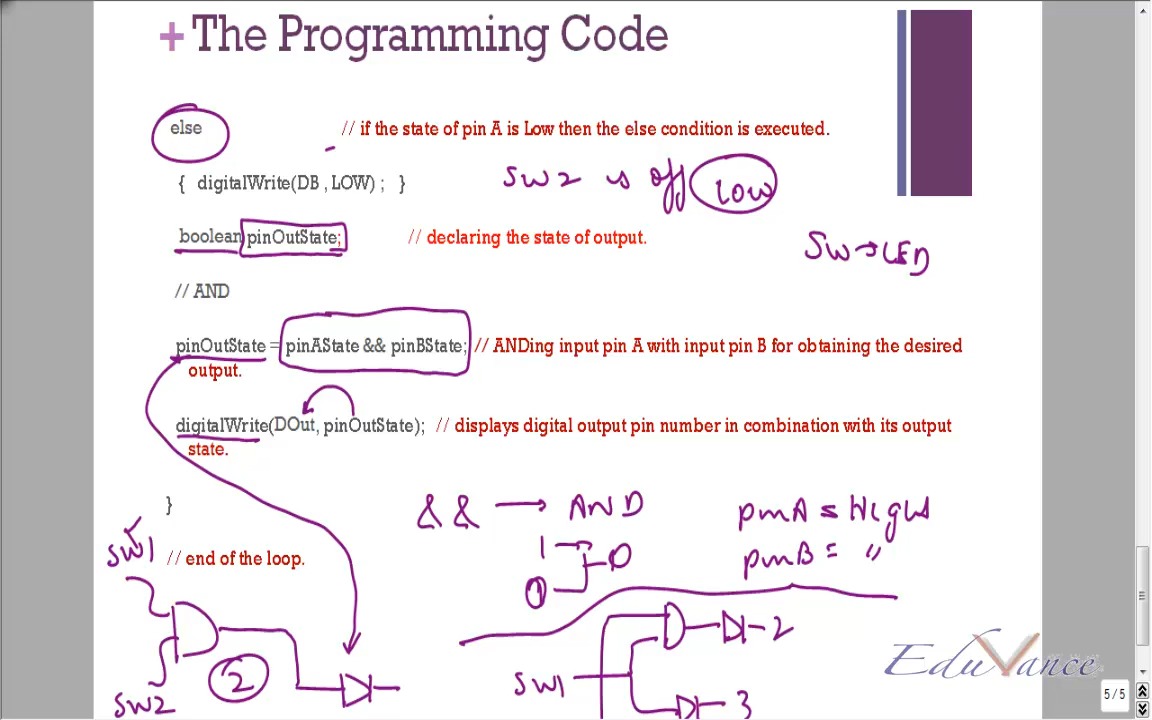 + The Programming Code
else // if the state of pin A is Low then the else condition is executed.
{ digitalWrite(DB , LOW) ; }
SW2 is off low
boolean pinOutState; // declaring the state of output.
SW → LED
// AND
pinOutState = pinAState && pinBState; // ANDing input pin A with input pin B for obtaining the desired
output.
digitalWrite(DOut, pinOutState); // displays digital output pin number in combination with its output
state.
}
&& → AND
pinA = High
SW1
// end of the loop.
1
0
pinB = "
SW2
2
SW1
2
3
EduVance
5/5